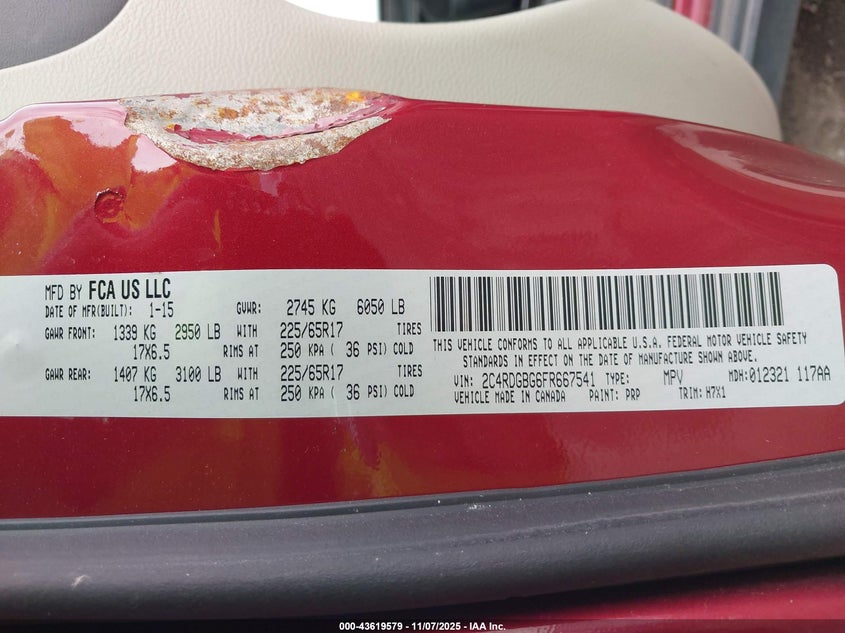 MFD BY FCA US LLC
DATE OF MFR(BUILT): 1-15 GVWR: 2745 KG 6050 LB
GAWR FRONT: 1339 KG 2950 LB WITH 225/65R17 TIRES
17X6.5 RIMS AT 250 KPA ( 36 PSI) COLD
GAWR REAR: 1407 KG 3100 LB WITH 225/65R17 TIRES
17X6.5 RIMS AT 250 KPA ( 36 PSI) COLD
THIS VEHICLE CONFORMS TO ALL APPLICABLE U.S.A. FEDERAL MOTOR VEHICLE SAFETY
STANDARDS IN EFFECT ON THE DATE OF MANUFACTURE SHOWN ABOVE.
VIN: 2C4RDGBG6FR667541 TYPE: MPV MDH: 012321 117AA
VEHICLE MADE IN CANADA PAINT: PRP TRIM: H7X1
000-43619579 - 11/07/2025 - IAA Inc.